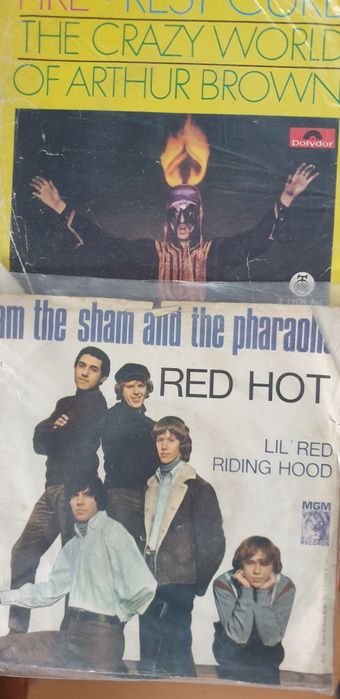 FIRE • REST CURE
THE CRAZY WORLD
OF ARTHUR BROWN
Polydor
am the sham and the pharaohs
RED HOT
LIL' RED
RIDING HOOD
MGM
RECORDS